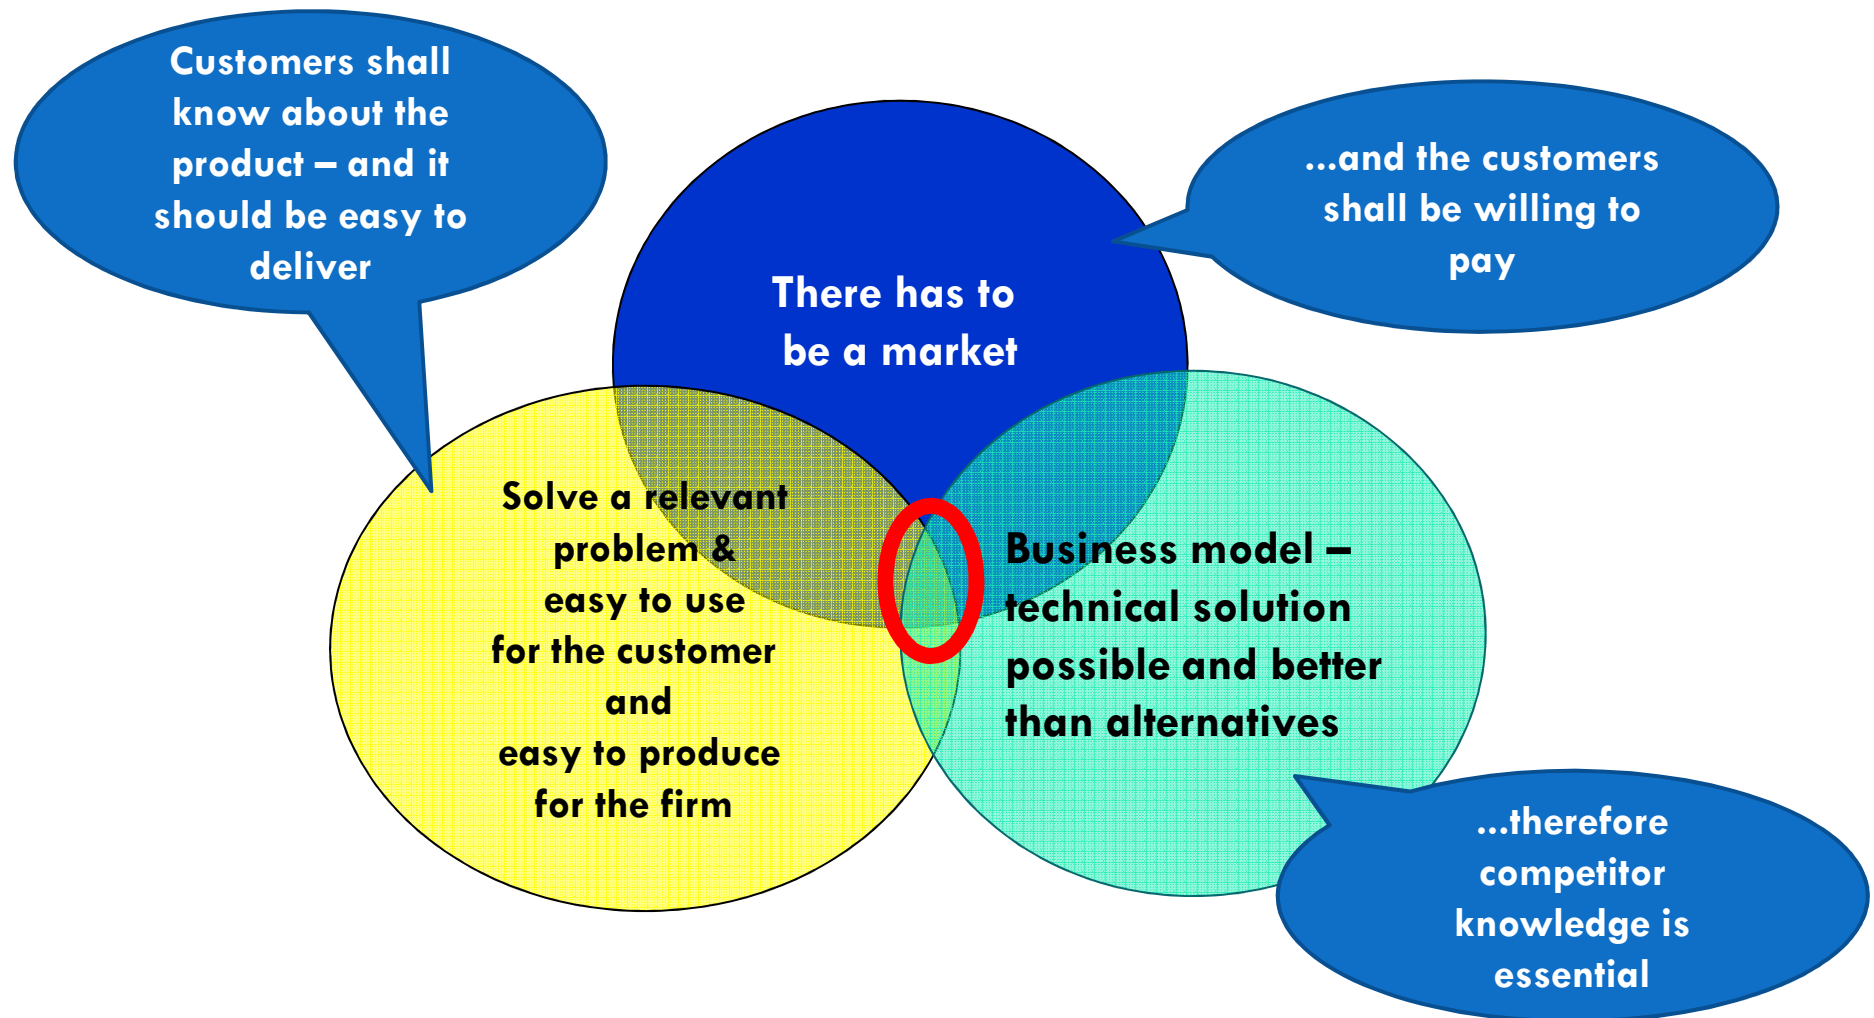 Customers shall
know about the
product – and it
should be easy to
deliver
...and the customers
shall be willing to
pay
There has to
be a market
Solve a relevant
problem &
easy to use
for the customer
and
easy to produce
for the firm
Business model –
technical solution
possible and better
than alternatives
...therefore
competitor
knowledge is
essential